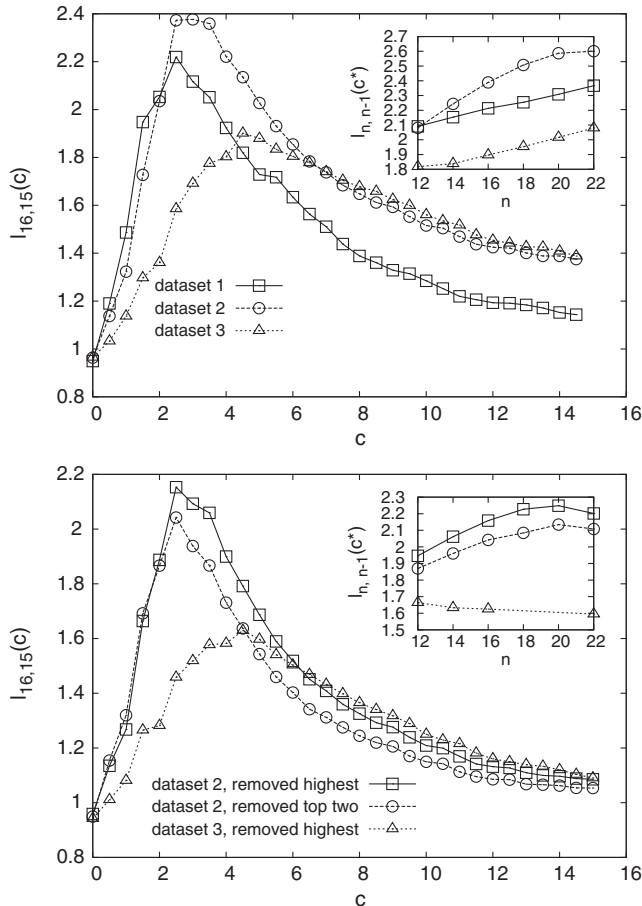 2.4
2.2
2
1.8
1.6
1.4
1.2
1
0.8
I16,15(c)
0 2 4 6 8 10 12 14 16
c
dataset 1
dataset 2
dataset 3
2.7
2.6
2.5
2.4
2.3
2.2
2.1
2
1.9
1.8
In, n-1(c*)
12 14 16 18 20 22
n
2.2
2
1.8
1.6
1.4
1.2
1
0.8
I16,15(c)
0 2 4 6 8 10 12 14 16
c
dataset 2, removed highest
dataset 2, removed top two
dataset 3, removed highest
2.3
2.2
2.1
2
1.9
1.8
1.7
1.6
1.5
In, n-1(c*)
12 14 16 18 20 22
n